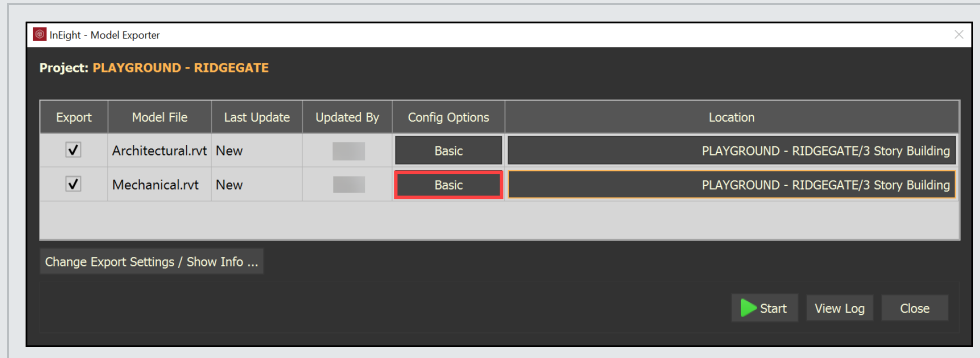 InEight - Model Exporter
Project: PLAYGROUND - RIDGEGATE
Export Model File Last Update Updated By Config Options Location
Architectural.rvt New Basic PLAYGROUND - RIDGEGATE/3 Story Building
Mechanical.rvt New Basic PLAYGROUND - RIDGEGATE/3 Story Building
Change Export Settings / Show Info ...
Start View Log Close